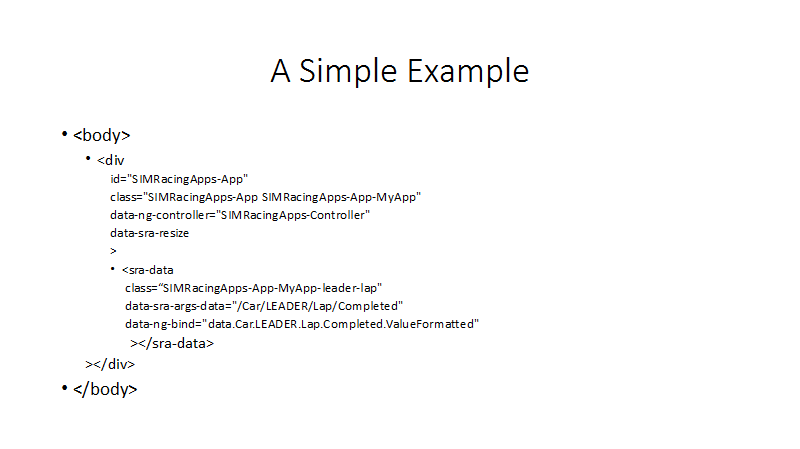 A Simple Example
• <body>
• <div
id="SIMRacingApps-App"
class="SIMRacingApps-App SIMRacingApps-App-MyApp"
data-ng-controller="SIMRacingApps-Controller"
data-sra-resize
>
• <sra-data
class=“SIMRacingApps-App-MyApp-leader-lap"
data-sra-args-data="/Car/LEADER/Lap/Completed"
data-ng-bind="data.Car.LEADER.Lap.Completed.ValueFormatted"
></sra-data>
></div>
• </body>